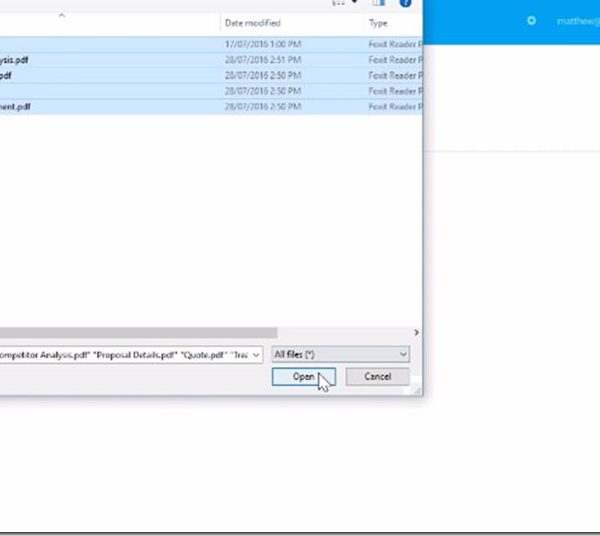 matthew@
Date modified Type
17/07/2016 1:00 PM Foxit Reader P
ysis.pdf 28/07/2016 2:51 PM Foxit Reader P
pdf 28/07/2016 2:50 PM Foxit Reader P
28/07/2016 2:50 PM Foxit Reader P
ment.pdf 28/07/2016 2:50 PM Foxit Reader P
ompetitor Analysis.pdf" "Proposal Details.pdf" "Quote.pdf" "Trea All files (*)
Open Cancel